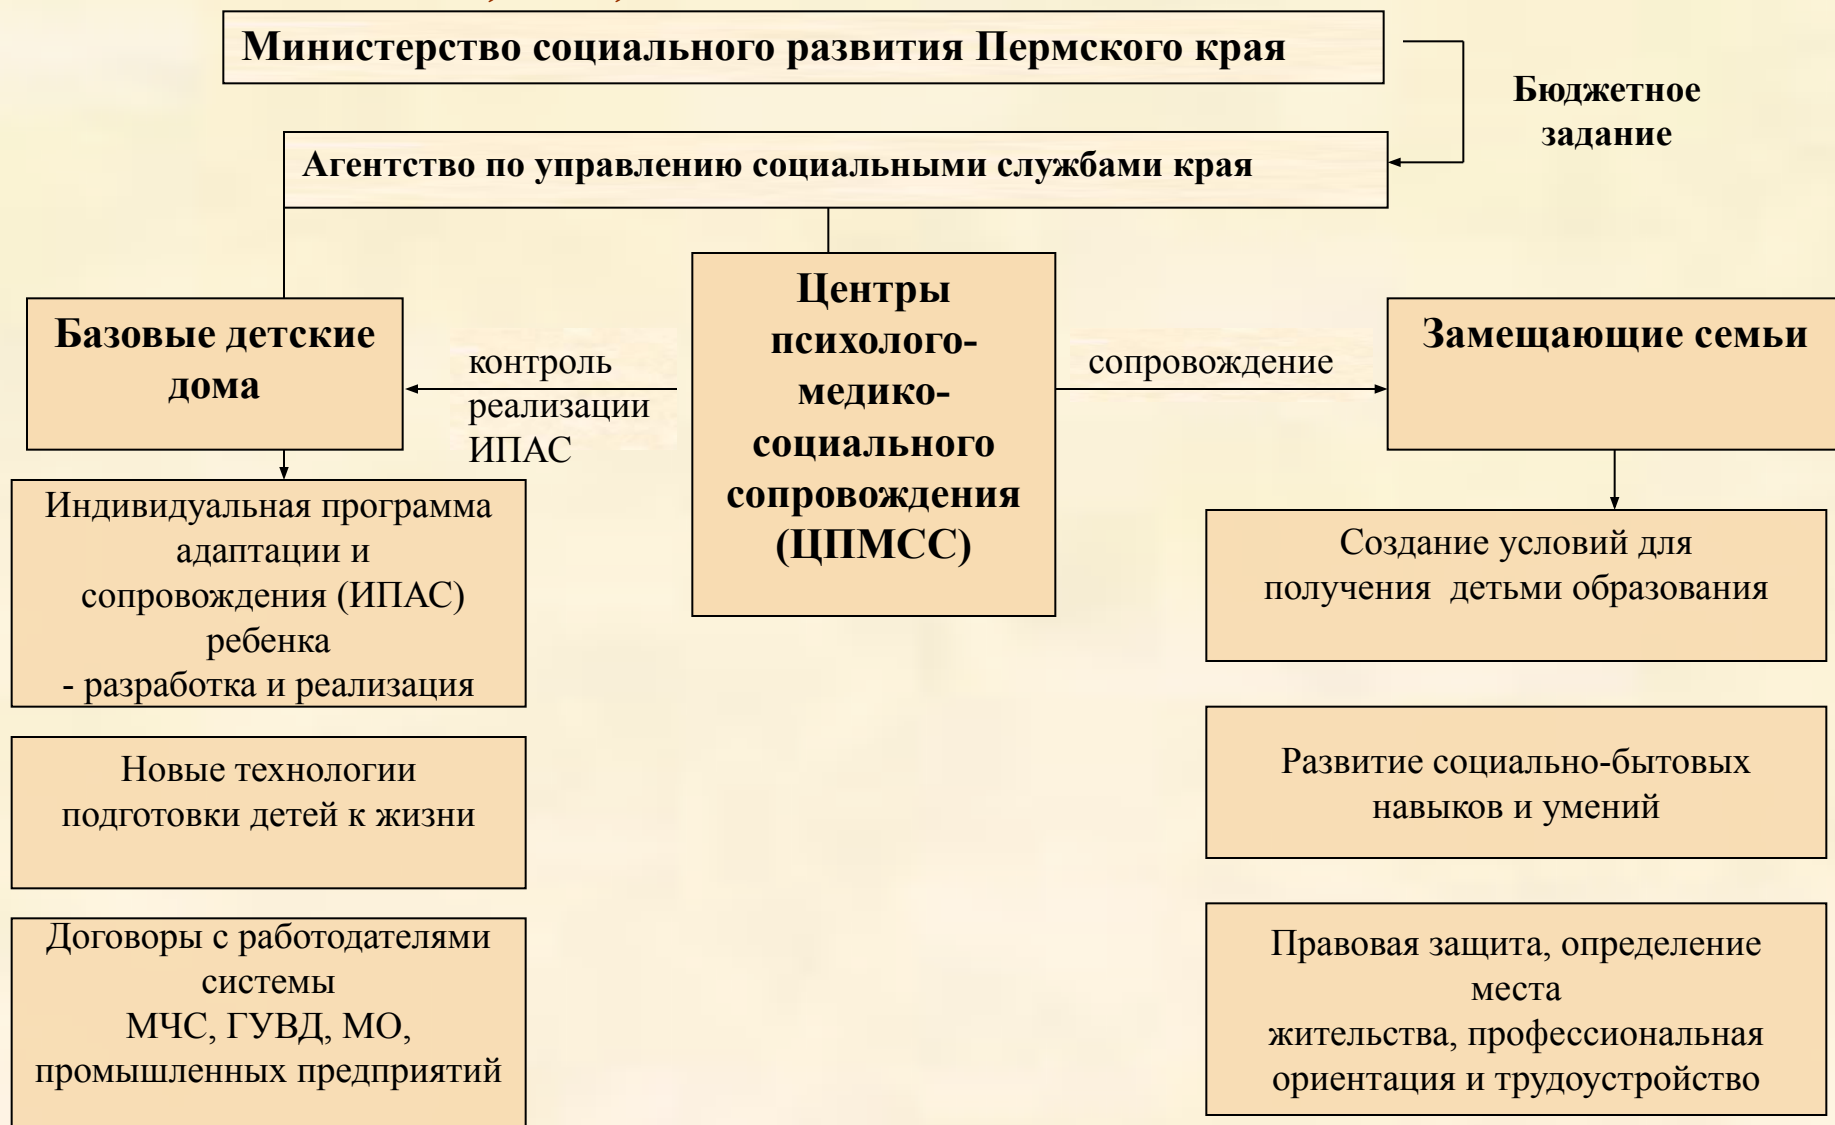 Министерство социального развития Пермского края
Бюджетное
задание
Агентство по управлению социальными службами края
Базовые детские
дома
контроль
реализации
ИПАС
Центры
психолого-
медико-
социального
сопровождения
(ЦПМСС)
сопровождение
Замещающие семьи
Индивидуальная программа
адаптации и
сопровождения (ИПАС)
ребенка
- разработка и реализация
Новые технологии
подготовки детей к жизни
Договоры с работодателями
системы
МЧС, ГУВД, МО,
промышленных предприятий
Создание условий для
получения  детьми образования
Развитие социально-бытовых
навыков и умений
Правовая защита, определение
места
жительства, профессиональная
ориентация и трудоустройство